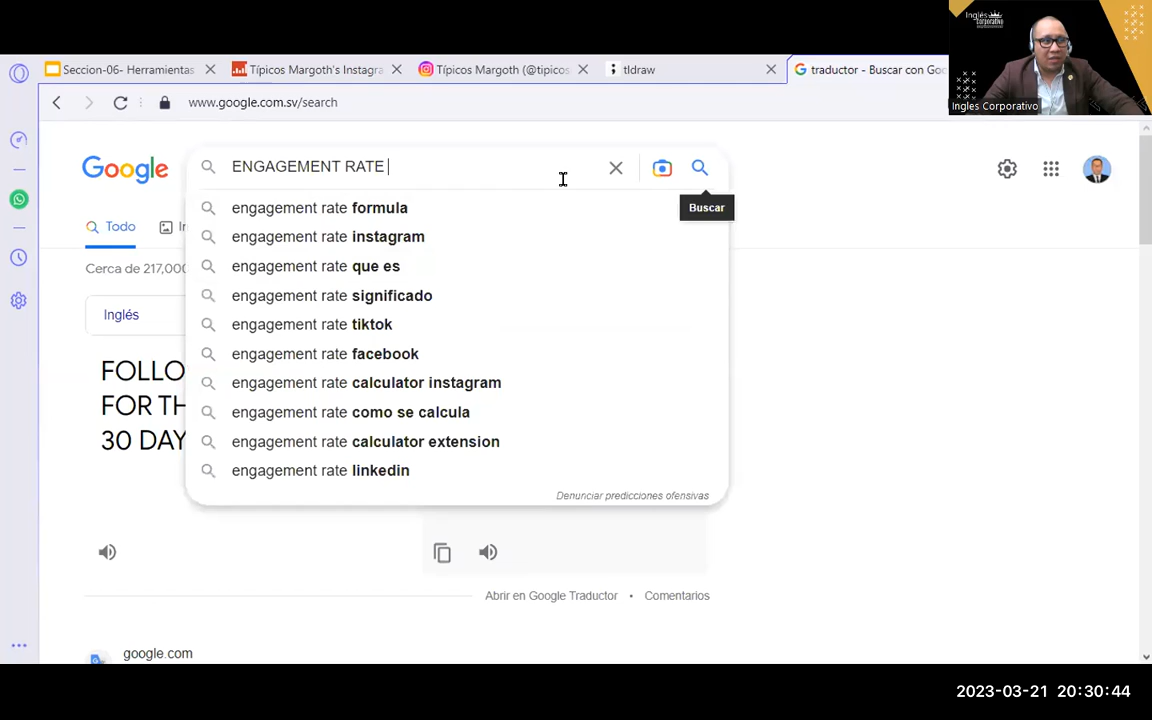 Seccion-06- Herramientas
Típicos Margoth's Instagra
Típicos Margoth (@tipicos
tldraw
traductor - Buscar con Goo
Inglés
Corporativo
Ingles Corporativo
www.google.com.sv/search
Google
ENGAGEMENT RATE
Buscar
engagement rate formula
engagement rate instagram
engagement rate que es
engagement rate significado
engagement rate tiktok
engagement rate facebook
engagement rate calculator instagram
engagement rate como se calcula
engagement rate calculator extension
engagement rate linkedin
Denunciar predicciones ofensivas
Todo
Cerca de 217,000
Inglés
FOLLO
FOR TH
30 DAY
Abrir en Google Traductor • Comentarios
google.com
2023-03-21 20:30:44